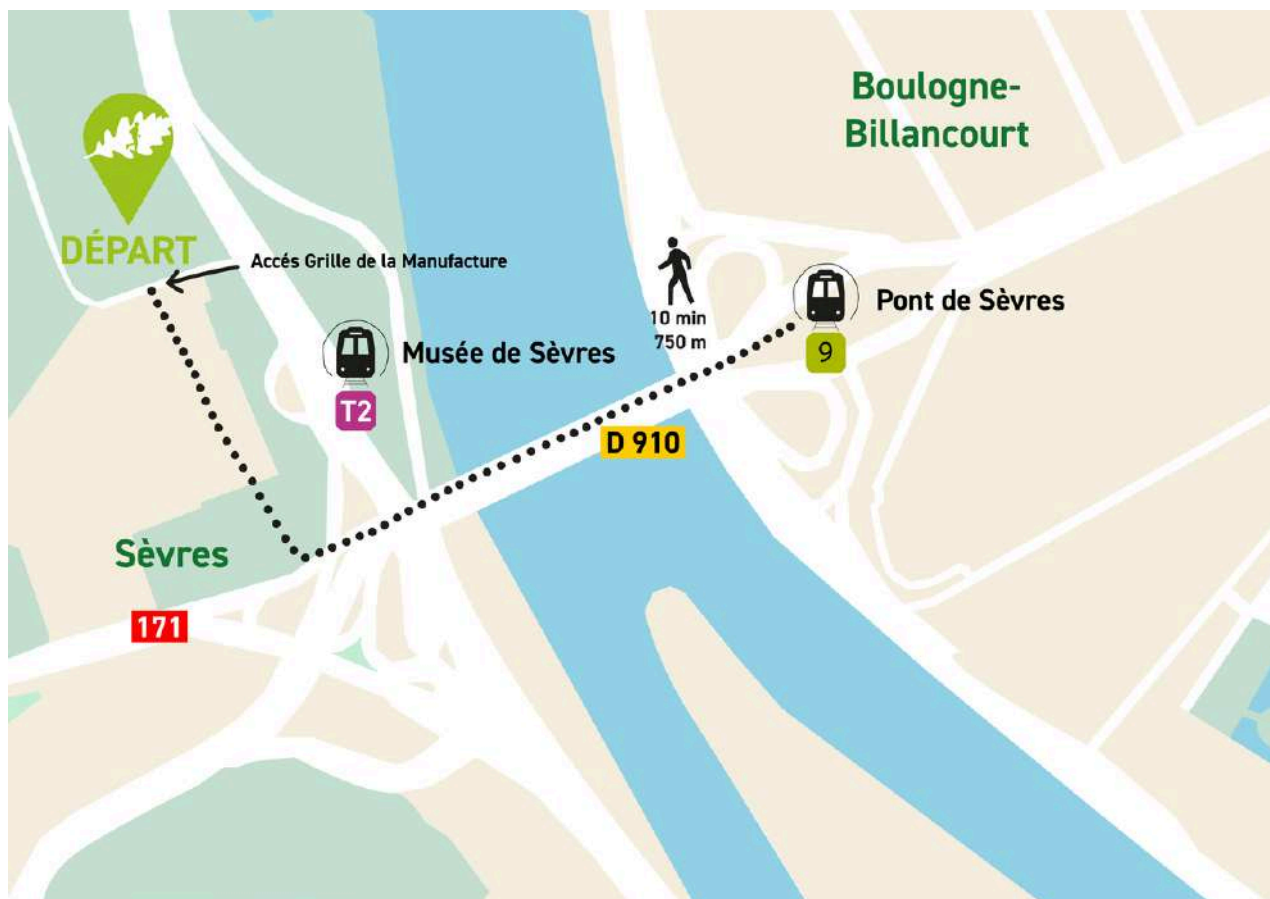 Boulogne-
Billancourt
DÉPART
Accés Grille de la Manufacture
10 min
750 m
Pont de Sèvres
9
Musée de Sèvres
T2
D 910
Sèvres
171